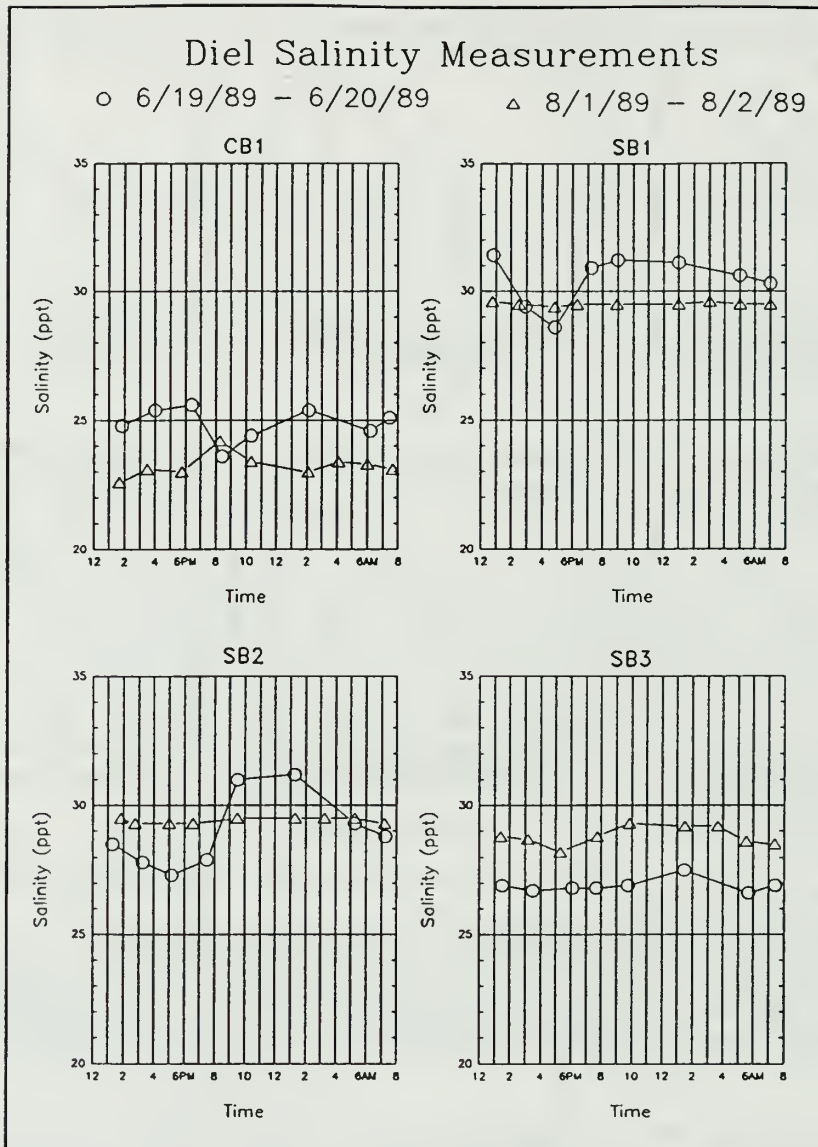 Diel Salinity Measurements
○ 6/19/89 - 6/20/89 △ 8/1/89 - 8/2/89
CB1
35
30
25
20
Salinity (ppt)
12 2 4 6PM 8 10 12 2 4 6AM 8
Time
SB1
35
30
25
20
Salinity (ppt)
12 2 4 6PM 8 10 12 2 4 6AM 8
Time
SB2
35
30
25
20
Salinity (ppt)
12 2 4 6PM 8 10 12 2 4 6AM 8
Time
SB3
35
30
25
20
Salinity (ppt)
12 2 4 6PM 8 10 12 2 4 6AM 8
Time